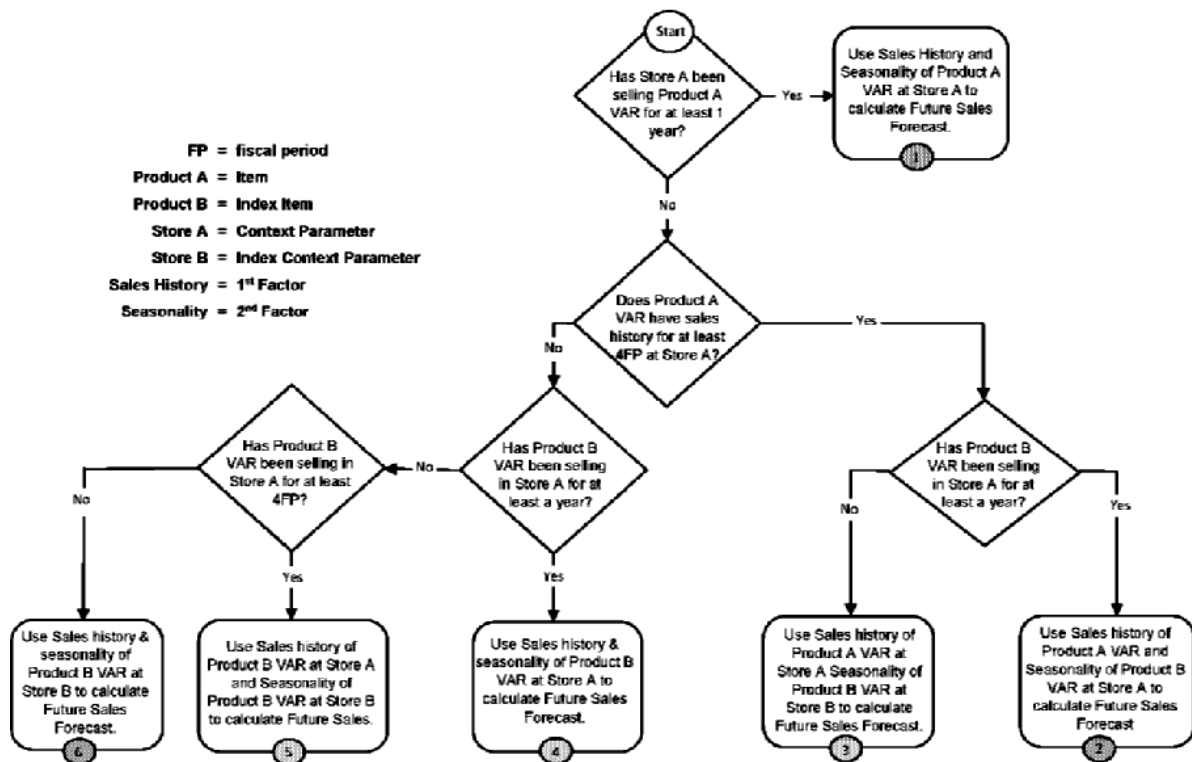 Start
Has Store A been
selling Product A
VAR for at least 1
year?
Yes
Use Sales History and
Seasonality of Product A
VAR at Store A to
calculate Future Sales
Forecast.
1
FP = fiscal period
Product A = Item
Product B = Index Item
Store A = Context Parameter
Store B = Index Context Parameter
Sales History = 1st Factor
Seasonality = 2nd Factor
No
Does Product A
VAR have sales
history for at least
4FP at Store A?
No
Yes
Has Product B
VAR been selling in
Store A for at least
4FP?
No
Has Product B
VAR been selling
in Store A for at
least a year?
Has Product B
VAR been selling
in Store A for at
least a year?
No
Yes
Yes
No
Yes
Use Sales history &
seasonality of
Product B VAR at
Store B to calculate
Future Sales
Forecast.
6
Use Sales history of
Product B VAR at Store A
and Seasonality of
Product B VAR at Store B
to calculate Future Sales.
5
Use Sales history &
seasonality of Product B
VAR at Store A to
calculate Future Sales
Forecast.
4
Use Sales history of
Product A VAR at
Store A Seasonality of
Product B VAR at
Store B to calculate
Future Sales Forecast.
3
Use Sales history of
Product A VAR and
Seasonality of Product B
VAR at Store A to
calculate Future Sales
Forecast
2